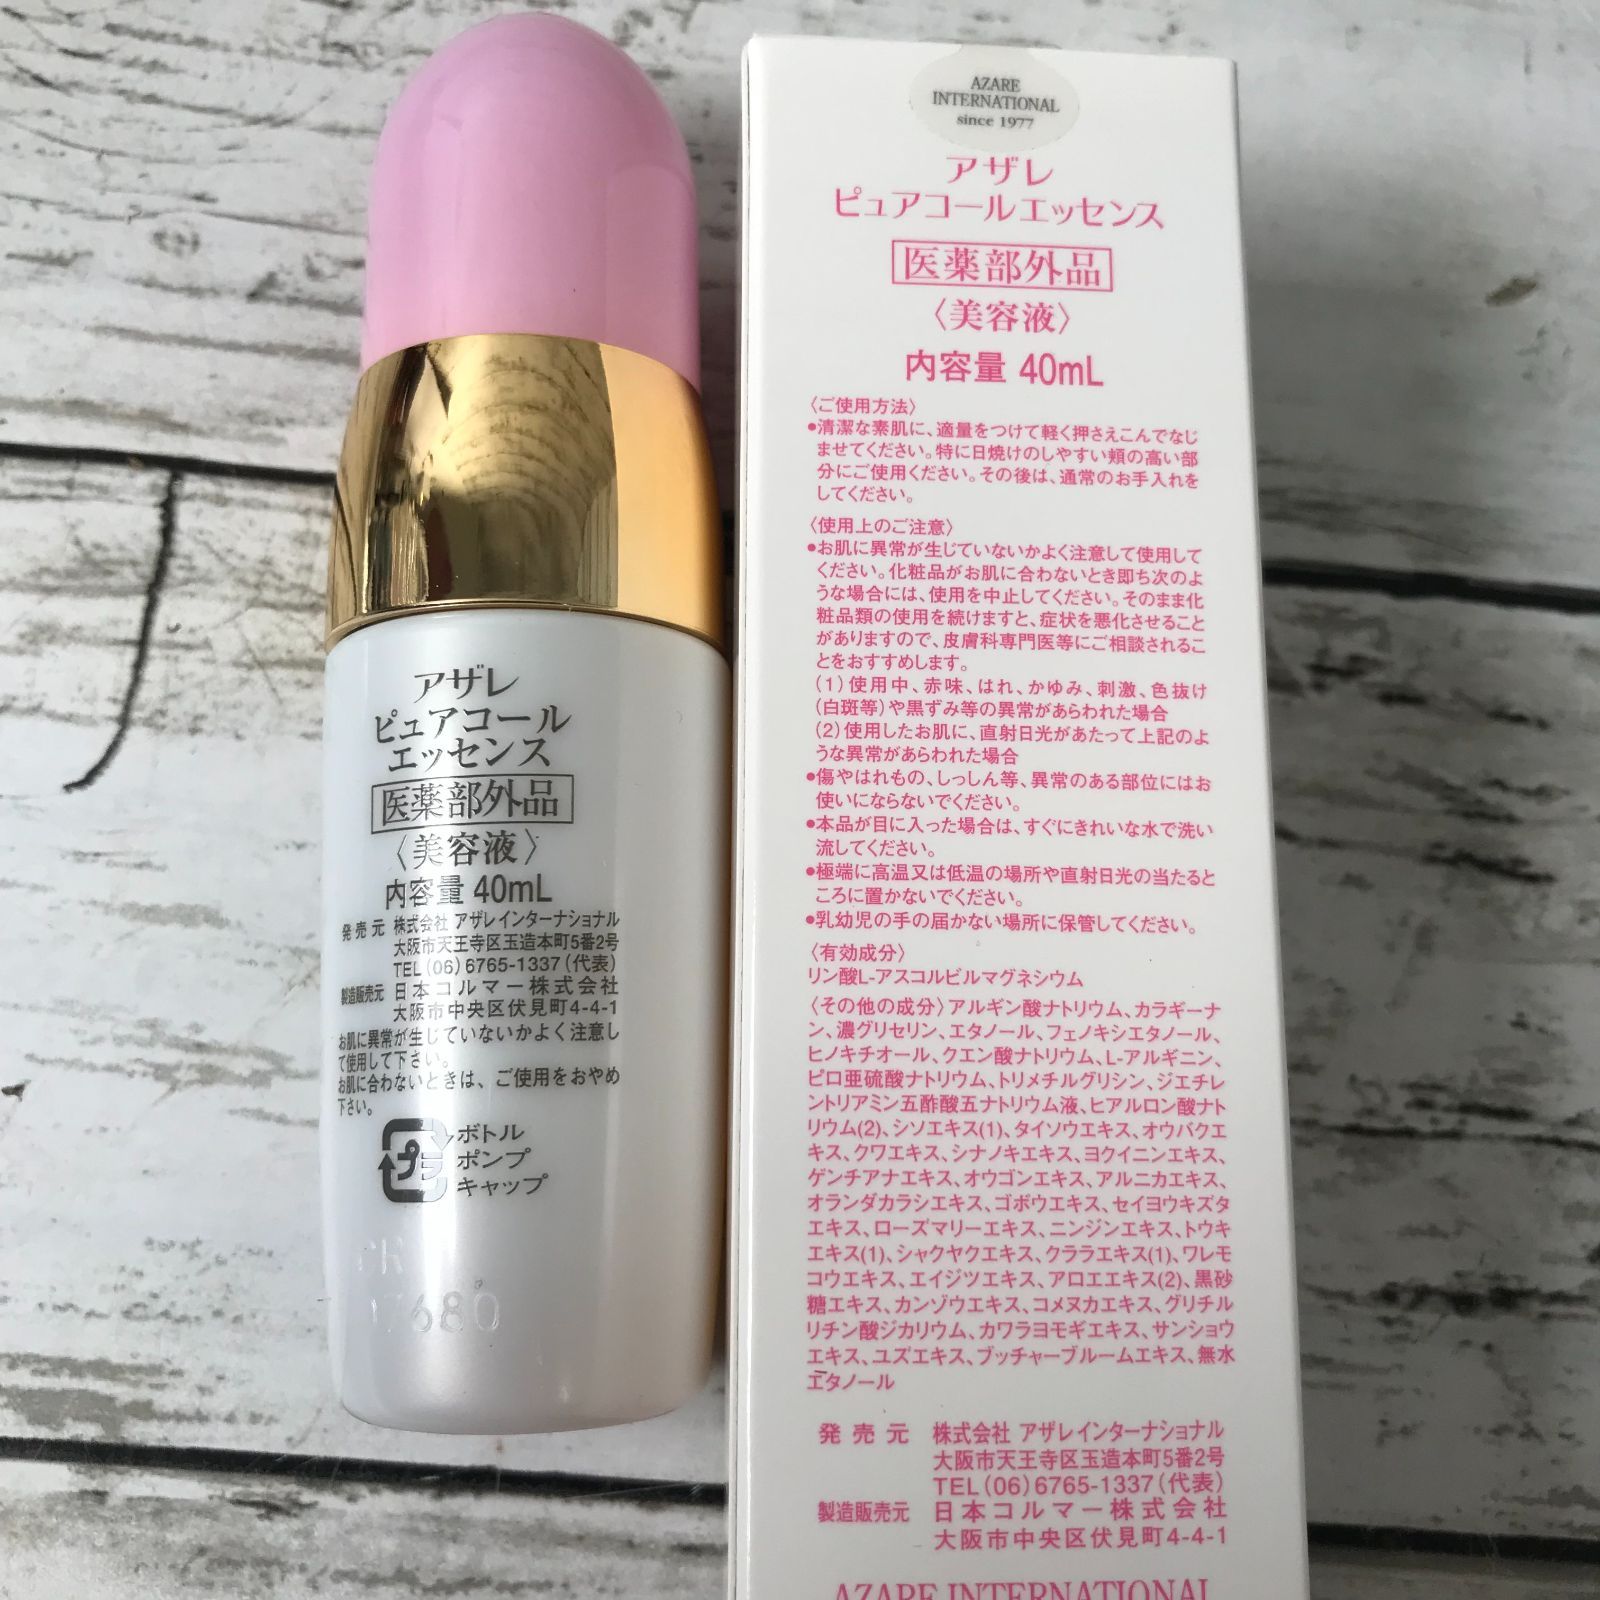 アザレ
ピュアコール
エッセンス
医薬部外品
〈美容液〉
内容量 40mL
発売元 株式会社 アザレインターナショナル
大阪市天王寺区玉造本町5番2号
TEL(06)6765-1337(代表)
製造販売元 日本コルマー株式会社
大阪市中央区伏見町4-4-1
お肌に異常が生じていないかよく注意し
て使用して下さい。
お肌に合わないときは、ご使用をおやめ
下さい。
プラ
ボトル
ポンプ
キャップ
7680
AZARE
INTERNATIONAL
since 1977
アザレ
ピュアコールエッセンス
医薬部外品
〈美容液〉
内容量 40mL
〈ご使用方法〉
●清潔な素肌に、適量をつけて軽く押さえこんでなじ
ませてください。特に日焼けのしやすい頬の高い部
分にご使用ください。その後は、通常のお手入れを
してください。
〈使用上のご注意〉
●お肌に異常が生じていないかよく注意して使用して
ください。化粧品がお肌に合わないとき即ち次のよ
うな場合には、使用を中止してください。そのまま化
粧品類の使用を続けますと、症状を悪化させること
がありますので、皮膚科専門医等にご相談されるこ
とをおすすめします。
(1)使用中、赤味、はれ、かゆみ、刺激、色抜け
(白斑等)や黒ずみ等の異常があらわれた場合
(2)使用したお肌に、直射日光があたって上記のよ
うな異常があらわれた場合
●傷やはれもの、しっしん等、異常のある部位にはお
使いにならないでください。
●本品が目に入った場合は、すぐにきれいな水で洗い
流してください。
●極端に高温又は低温の場所や直射日光の当たると
ころに置かないでください。
●乳幼児の手の届かない場所に保管してください。
〈有効成分〉
リン酸L-アスコルビルマグネシウム
〈その他の成分〉アルギン酸ナトリウム、カラギーナ
ン、濃グリセリン、エタノール、フェノキシエタノール、
ヒノキチオール、クエン酸ナトリウム、L-アルギニン、
ピロ亜硫酸ナトリウム、トリメチルグリシン、ジエチレ
ントリアミン五酢酸五ナトリウム液、ヒアルロン酸ナト
リウム(2)、シソエキス(1)、タイソウエキス、オウバクエ
キス、クワエキス、シナノキエキス、ヨクイニンエキス、
ゲンチアナエキス、オウゴンエキス、アルニカエキス、
オランダカラシエキス、ゴボウエキス、セイヨウキズタ
エキス、ローズマリーエキス、ニンジンエキス、トウキ
エキス(1)、シャクヤクエキス、クララエキス(1)、ワレモ
コウエキス、エイジツエキス、アロエエキス(2)、黒砂
糖エキス、カンゾウエキス、コメヌカエキス、グリチル
リチン酸ジカリウム、カワラヨモギエキス、サンショウ
エキス、ユズエキス、ブッチャーブルームエキス、無水
エタノール
発売元 株式会社 アザレインターナショナル
大阪市天王寺区玉造本町5番2号
TEL(06)6765-1337(代表)
製造販売元 日本コルマー株式会社
大阪市中央区伏見町4-4-1
AZARE INTERNATIONAL